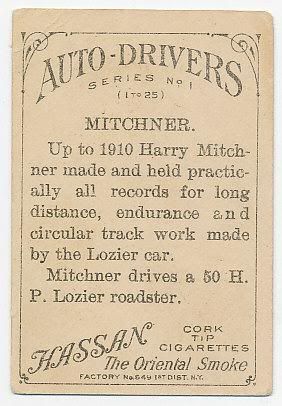 AUTO-DRIVERS
SERIES No 1
(1 TO 25)
MITCHNER.
Up to 1910 Harry Mitch-
ner made and held practic-
ally all records for long
distance, endurance and
circular track work made
by the Lozier car.
Mitchner drives a 50 H.
P. Lozier roadster.
HASSAN
CORK
TIP
CIGARETTES
The Oriental Smoke
FACTORY No. 649 1ST DIST. N.Y.